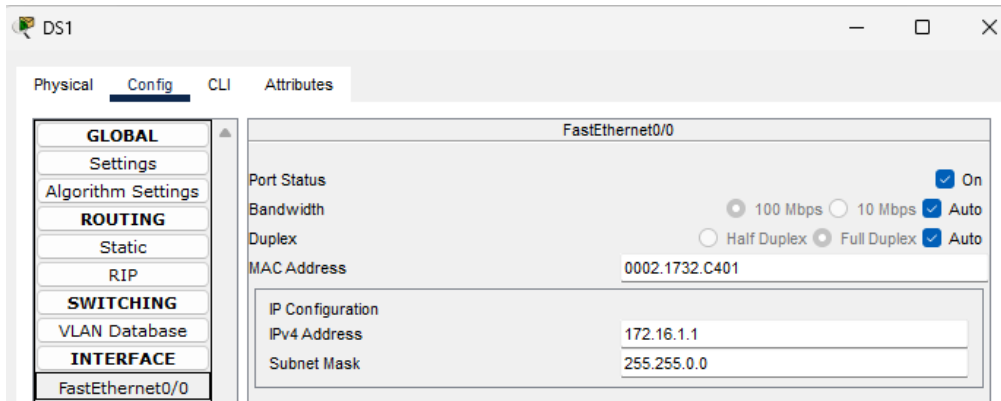 DS1
Physical Config CLI Attributes
GLOBAL
Settings
Algorithm Settings
ROUTING
Static
RIP
SWITCHING
VLAN Database
INTERFACE
FastEthernet0/0
FastEthernet0/0
Port Status On
Bandwidth 100 Mbps 10 Mbps Auto
Duplex Half Duplex Full Duplex Auto
MAC Address 0002.1732.C401
IP Configuration
IPv4 Address 172.16.1.1
Subnet Mask 255.255.0.0